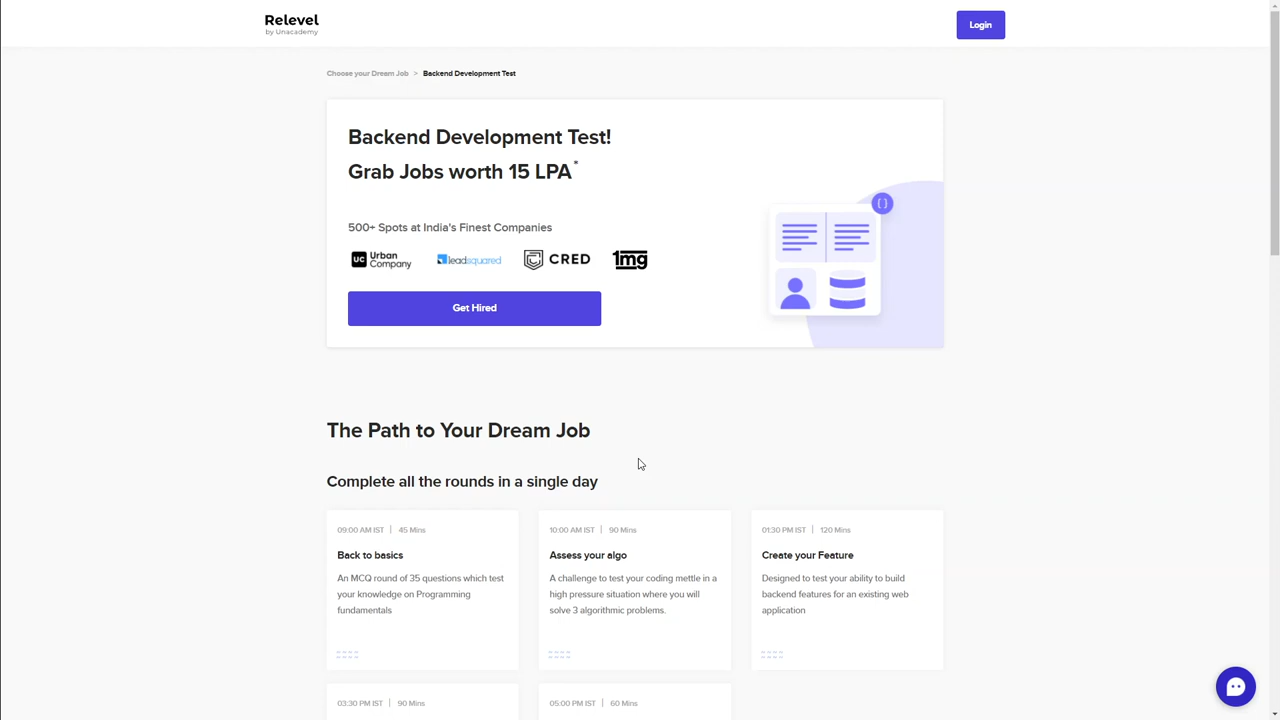 Relevel
by Unacademy
Login
Choose your Dream Job > Backend Development Test
Backend Development Test!
Grab Jobs worth 15 LPA*
500+ Spots at India's Finest Companies
UC Urban Company
leadsquared
CRED
1mg
Get Hired
The Path to Your Dream Job
Complete all the rounds in a single day
09:00 AM IST | 45 Mins
Back to basics
An MCQ round of 35 questions which test
your knowledge on Programming
fundamentals
10:00 AM IST | 90 Mins
Assess your algo
A challenge to test your coding mettle in a
high pressure situation where you will
solve 3 algorithmic problems.
01:30 PM IST | 120 Mins
Create your Feature
Designed to test your ability to build
backend features for an existing web
application
03:30 PM IST | 90 Mins
05:00 PM IST | 60 Mins